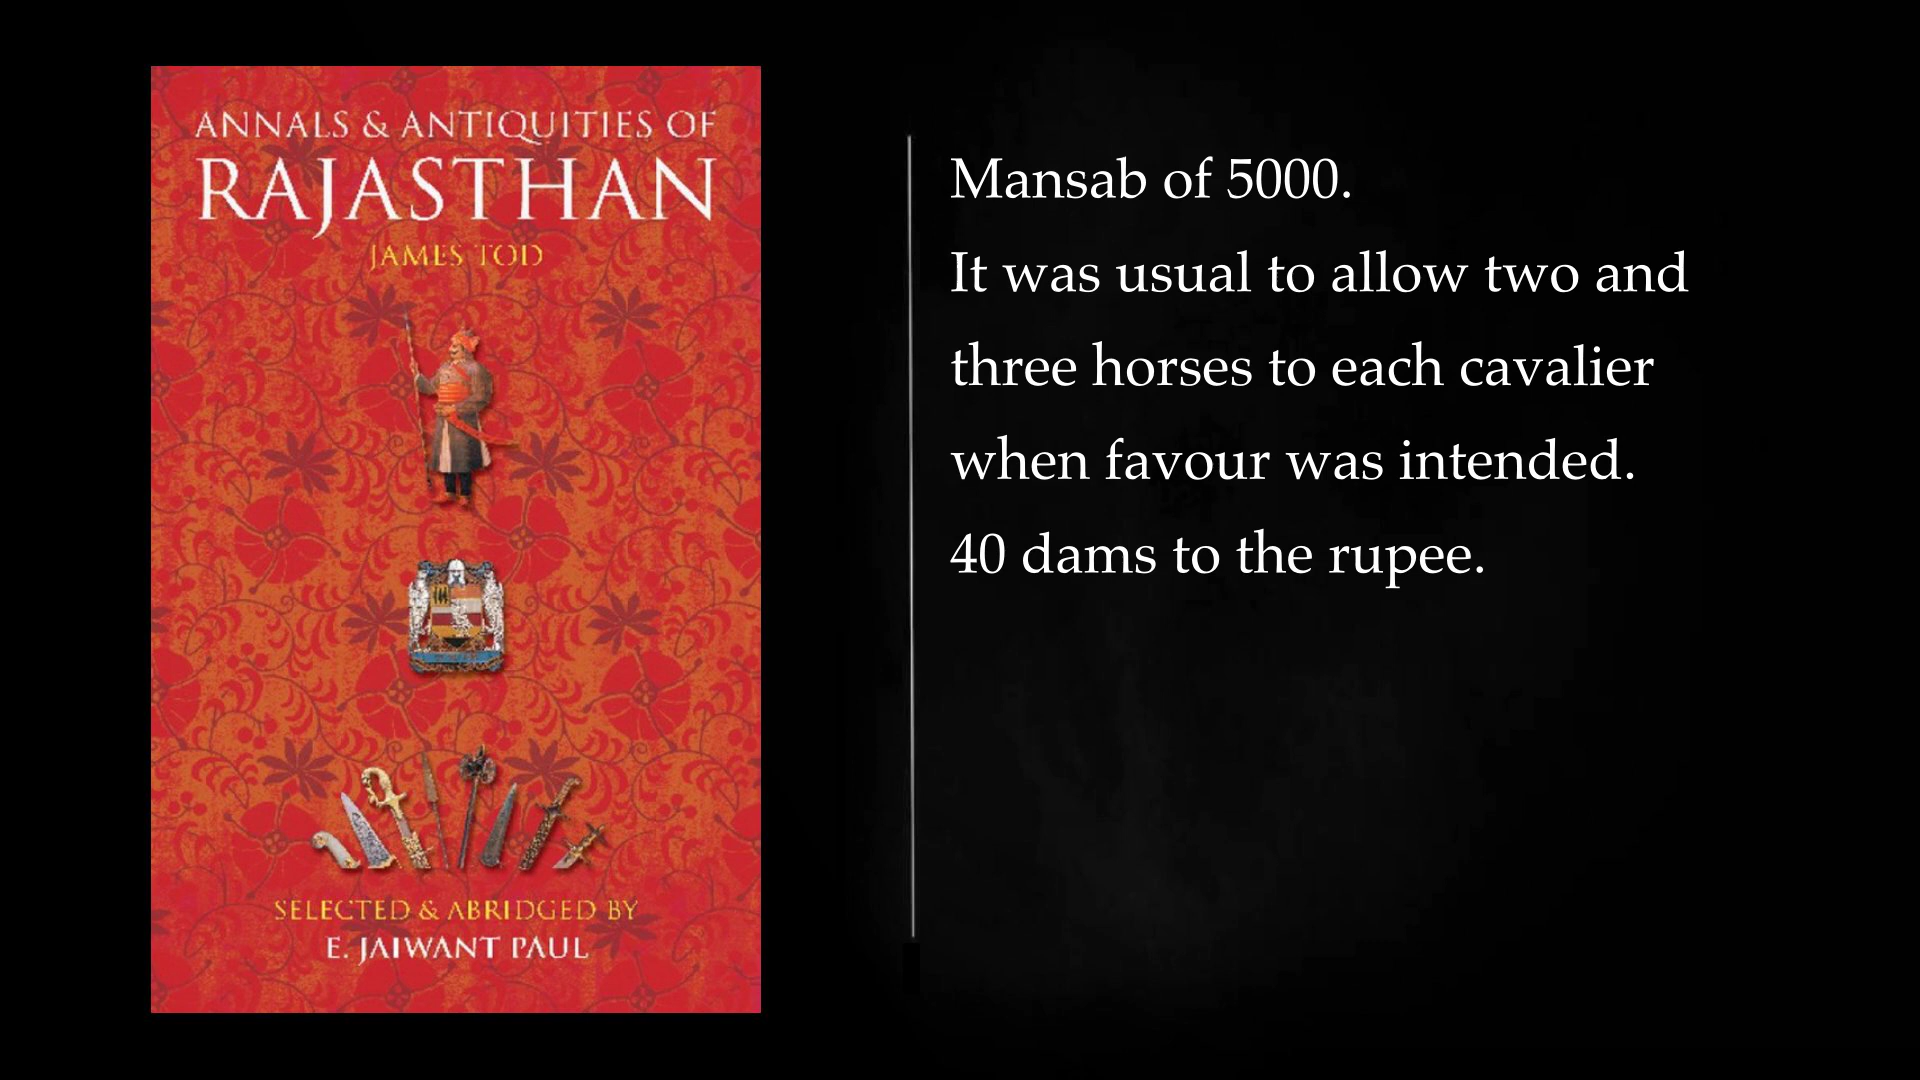 ANNALS & ANTIQUITIES OF
RAJASTHAN
JAMES TOD
SELECTED & ABRIDGED BY
E. JAIWANT PAUL
Mansab of 5000.
It was usual to allow two and
three horses to each cavalier
when favour was intended.
40 dams to the rupee.